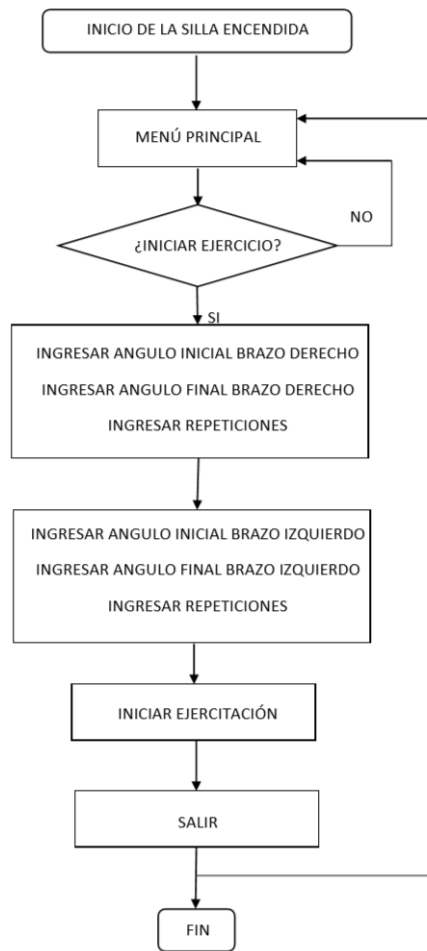 INICIO DE LA SILLA ENCENDIDA
MENÚ PRINCIPAL
NO
¿INICIAR EJERCICIO?
SI
INGRESAR ANGULO INICIAL BRAZO DERECHO
INGRESAR ANGULO FINAL BRAZO DERECHO
INGRESAR REPETICIONES
INGRESAR ANGULO INICIAL BRAZO IZQUIERDO
INGRESAR ANGULO FINAL BRAZO IZQUIERDO
INGRESAR REPETICIONES
INICIAR EJERCITACIÓN
SALIR
FIN